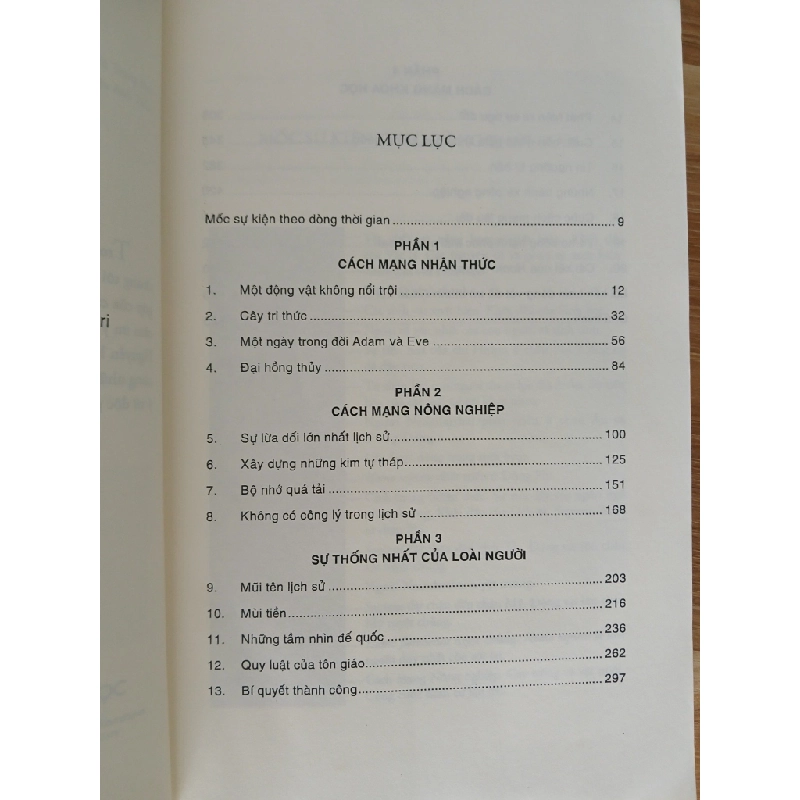 MỤC LỤC
Mốc sự kiện theo dòng thời gian 9
PHẦN 1
CÁCH MẠNG NHẬN THỨC
1. Một động vật không nổi trội 12
2. Cây tri thức 32
3. Một ngày trong đời Adam và Eve 56
4. Đại hồng thủy 84
PHẦN 2
CÁCH MẠNG NÔNG NGHIỆP
5. Sự lừa dối lớn nhất lịch sử 100
6. Xây dựng những kim tự tháp 125
7. Bộ nhớ quá tải 151
8. Không có công lý trong lịch sử 168
PHẦN 3
SỰ THỐNG NHẤT CỦA LOÀI NGƯỜI
9. Mũi tên lịch sử 203
10. Mùi tiền 216
11. Những tầm nhìn đế quốc 236
12. Quy luật của tôn giáo 262
13. Bí quyết thành công 297